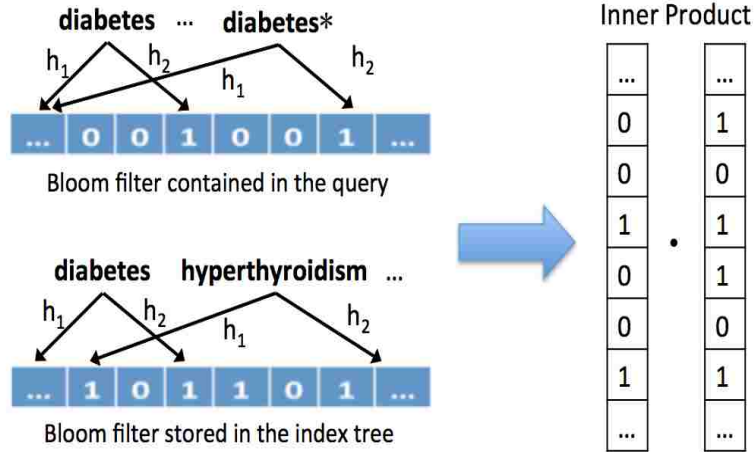 diabetes ... diabetes*
h1 h2 h1 h2
... 0 0 1 0 0 1 ...
Bloom filter contained in the query
diabetes hyperthyroidism ...
h1 h2 h1 h2
... 1 0 1 1 0 1 ...
Bloom filter stored in the index tree
Inner Product
... ...
0 1
0 0
1 . 1
0 1
0 0
1 1
... ...